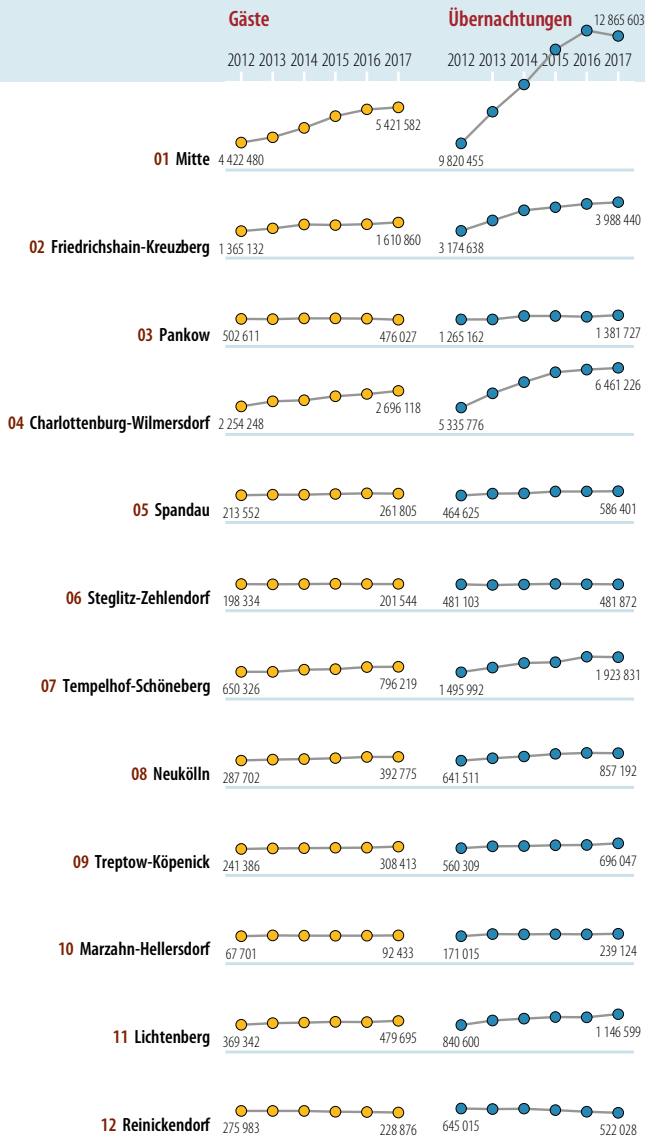 Gäste Übernachtungen 12 865 603
2012 2013 2014 2015 2016 2017 2012 2013 2014 2015 2016 2017
5 421 582
01 Mitte 4 422 480 9 820 455
02 Friedrichshain-Kreuzberg 1 365 132 1 610 860 3 174 638 3 988 440
03 Pankow 502 611 476 027 1 265 162 1 381 727
04 Charlottenburg-Wilmersdorf 2 254 248 2 696 118 5 335 776 6 461 226
05 Spandau 213 552 261 805 464 625 586 401
06 Steglitz-Zehlendorf 198 334 201 544 481 103 481 872
07 Tempelhof-Schöneberg 650 326 796 219 1 495 992 1 923 831
08 Neukölln 287 702 392 775 641 511 857 192
09 Treptow-Köpenick 241 386 308 413 560 309 696 047
10 Marzahn-Hellersdorf 67 701 92 433 171 015 239 124
11 Lichtenberg 369 342 479 695 840 600 1 146 599
12 Reinickendorf 275 983 228 876 645 015 522 028